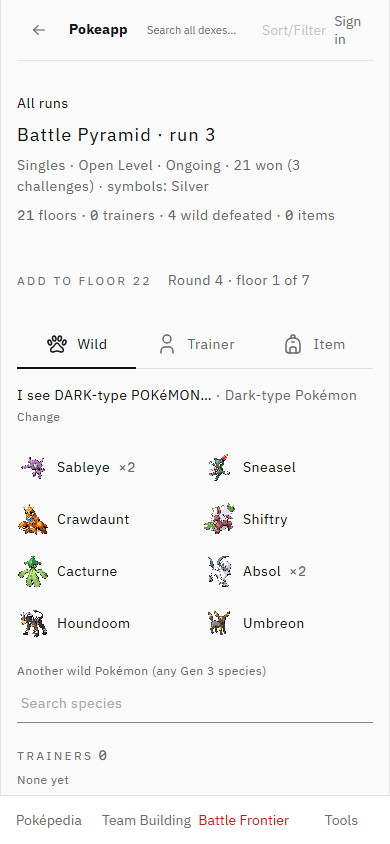 Pokeapp
Search all dexes...
Sort/Filter
Sign
in
All runs
Battle Pyramid · run 3
Singles · Open Level · Ongoing · 21 won (3
challenges) · symbols: Silver
21 floors · 0 trainers · 4 wild defeated · 0 items
ADD TO FLOOR 22
Round 4 · floor 1 of 7
Wild
Trainer
Item
I see DARK-type POKéMON... · Dark-type Pokémon
Change
Sableye ×2
Sneasel
Crawdaunt
Shiftry
Cacturne
Absol ×2
Houndoom
Umbreon
Another wild Pokémon (any Gen 3 species)
Search species
TRAINERS 0
None yet
Poképedia
Team Building
Battle Frontier
Tools